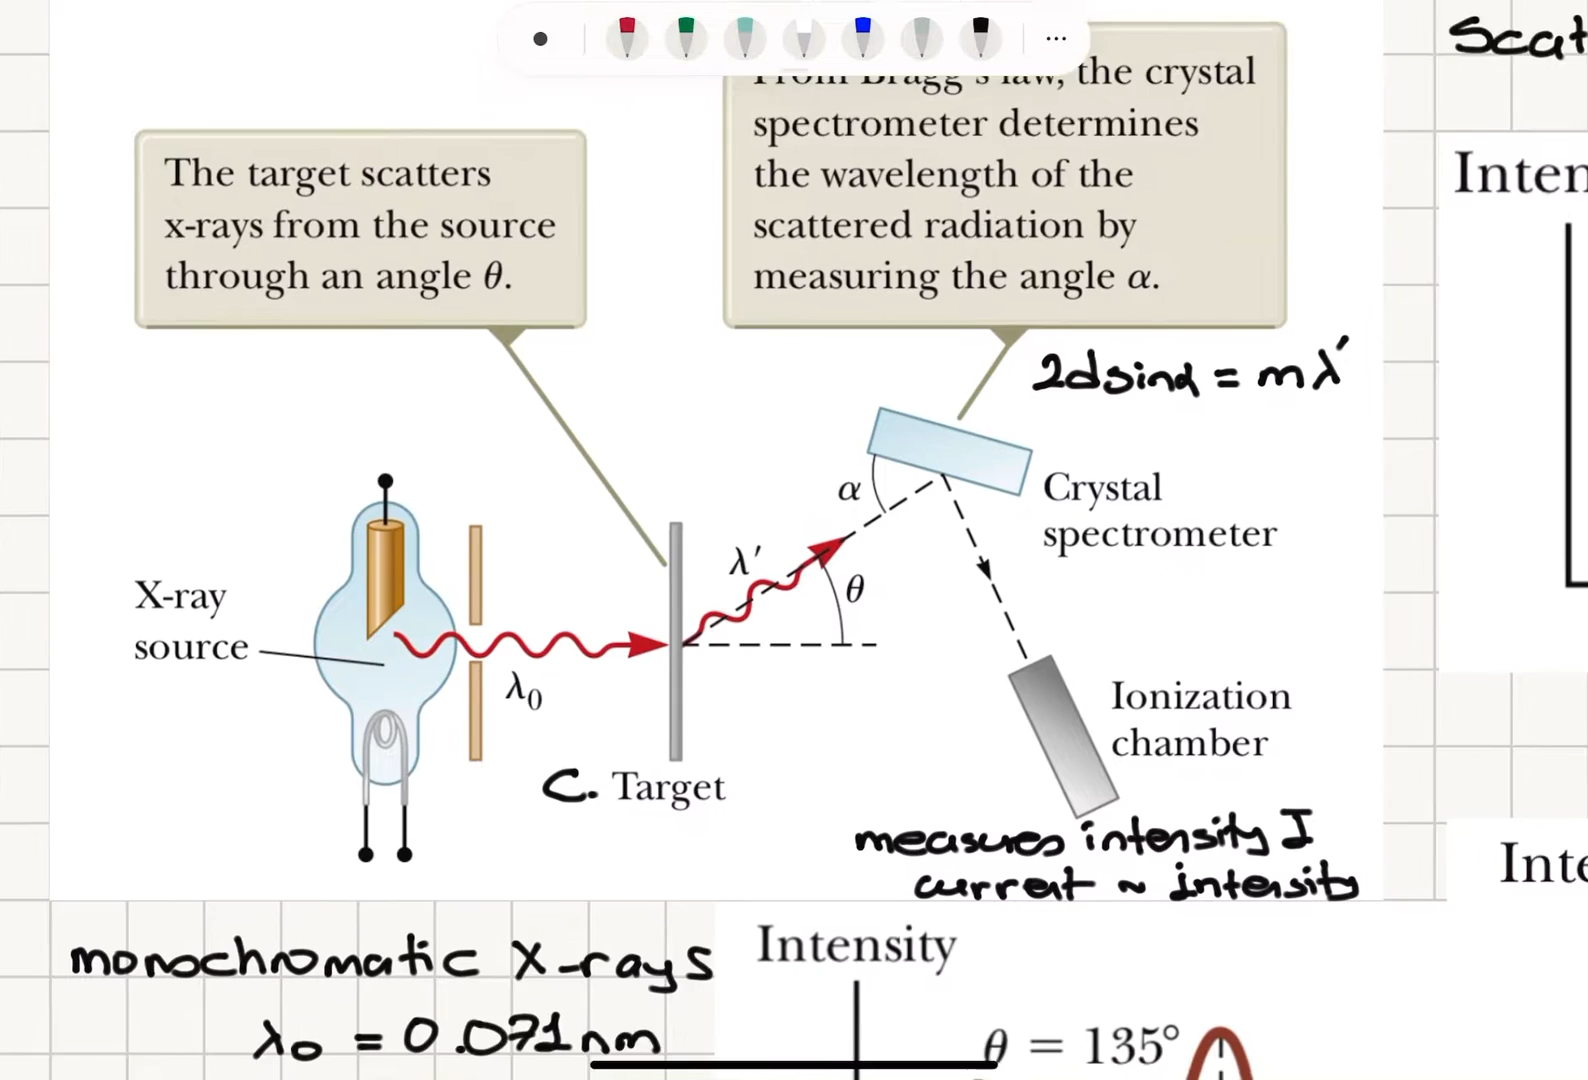 Scat
From Bragg's law, the crystal
spectrometer determines
the wavelength of the
scattered radiation by
measuring the angle α.
The target scatters
x-rays from the source
through an angle θ.
Inten
2dsinα = mλ'
α
Crystal
spectrometer
λ'
θ
X-ray
source
λ0
Ionization
chamber
C. Target
measures intensity I
current ~ intensity
Inte
monochromatic X-rays
λ0 = 0.071nm
Intensity
θ = 135°